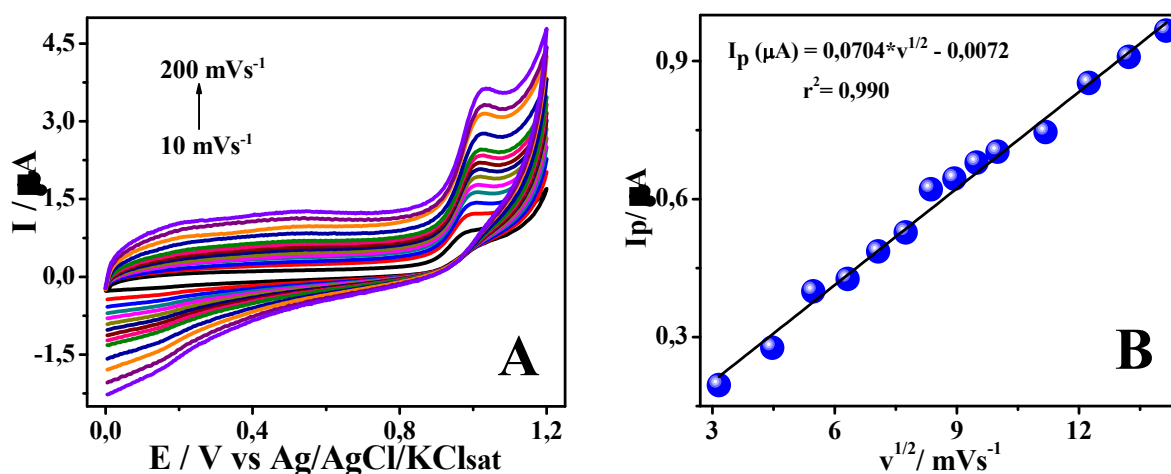 4,5
3,0
1,5
0,0
-1,5
I / μA
200 mVs⁻¹
10 mVs⁻¹
A
0,0 0,4 0,8 1,2
E / V vs Ag/AgCl/KClsat
B
Ip (μA) = 0,0704*v^1/2 - 0,0072
r²= 0,990
0,9
0,6
0,3
Ip/ μA
3 6 9 12
v^1/2/ mVs⁻¹